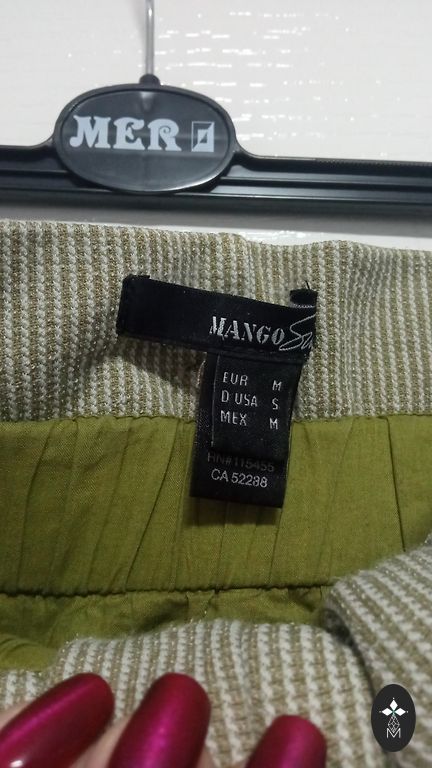 MER
MANGO
EUR M
D USA S
MEX M
RN#115455
CA 52288